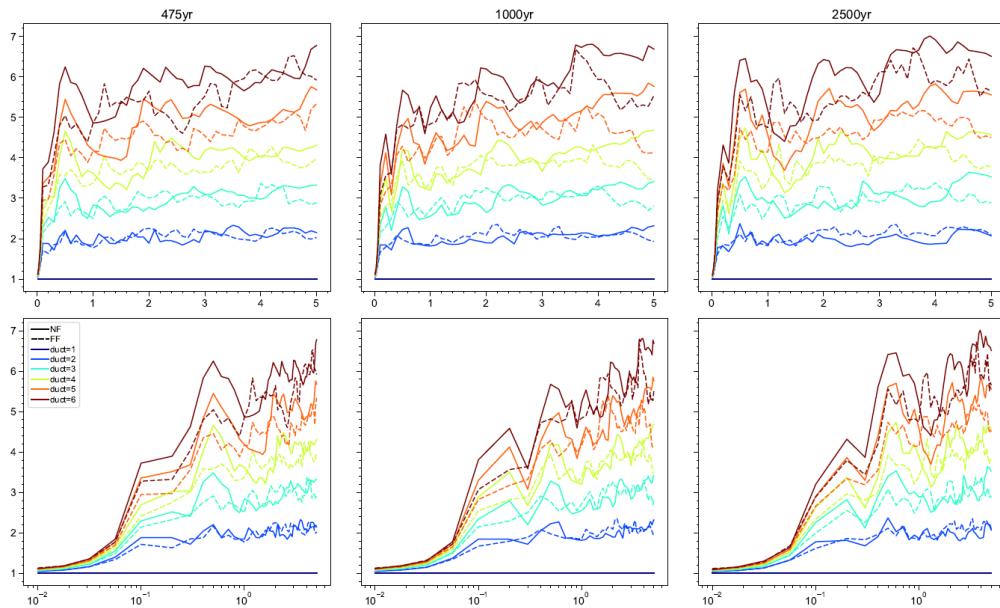 475yr 1000yr 2500yr
7
6
5
4
3
2
1
0 1 2 3 4 5 0 1 2 3 4 5 0 1 2 3 4 5
7
6
5
4
3
2
1
NF
FF
duct=1
duct=2
duct=3
duct=4
duct=5
duct=6
10⁻² 10⁻¹ 10⁰ 10⁻² 10⁻¹ 10⁰ 10⁻² 10⁻¹ 10⁰